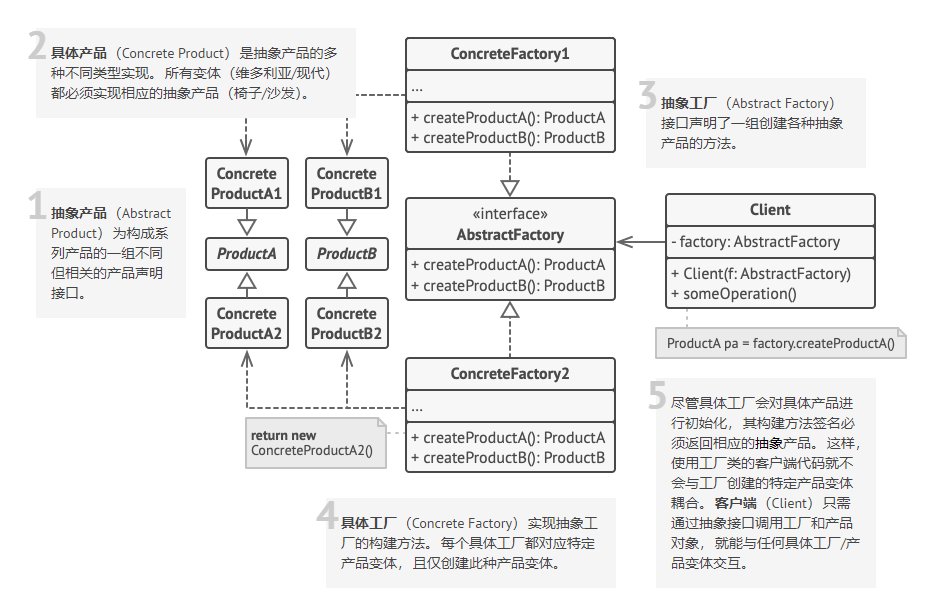 2
具体产品（Concrete Product）是抽象产品的多
种不同类型实现。所有变体（维多利亚/现代）
都必须实现相应的抽象产品（椅子/沙发）。
ConcreteFactory1
...
+ createProductA(): ProductA
+ createProductB(): ProductB
3
抽象工厂（Abstract Factory）
接口声明了一组创建各种抽象
产品的方法。
Concrete
ProductA1
Concrete
ProductB1
1
抽象产品（Abstract
Product）为构成系
列产品的一组不同
但相关的产品声明
接口。
ProductA
ProductB
Concrete
ProductA2
Concrete
ProductB2
«interface»
AbstractFactory
+ createProductA(): ProductA
+ createProductB(): ProductB
Client
- factory: AbstractFactory
+ Client(f: AbstractFactory)
+ someOperation()
ProductA pa = factory.createProductA()
ConcreteFactory2
...
+ createProductA(): ProductA
+ createProductB(): ProductB
return new
ConcreteProductA2()
4
具体工厂（Concrete Factory）实现抽象工
厂的构建方法。每个具体工厂都对应特定
产品变体，且仅创建此种产品变体。
5
尽管具体工厂会对具体产品进
行初始化，其构建方法签名必
须返回相应的抽象产品。这样，
使用工厂类的客户端代码就不
会与工厂创建的特定产品变体
耦合。客户端（Client）只需
通过抽象接口调用工厂和产品
对象，就能与任何具体工厂/产
品变体交互。